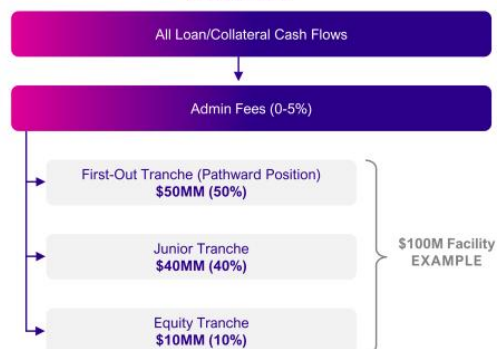 All Loan/Collateral Cash Flows
Admin Fees (0-5%)
First-Out Tranche (Pathward Position)
$50MM (50%)
Junior Tranche
$40MM (40%)
$100M Facility
EXAMPLE
Equity Tranche
$10MM (10%)